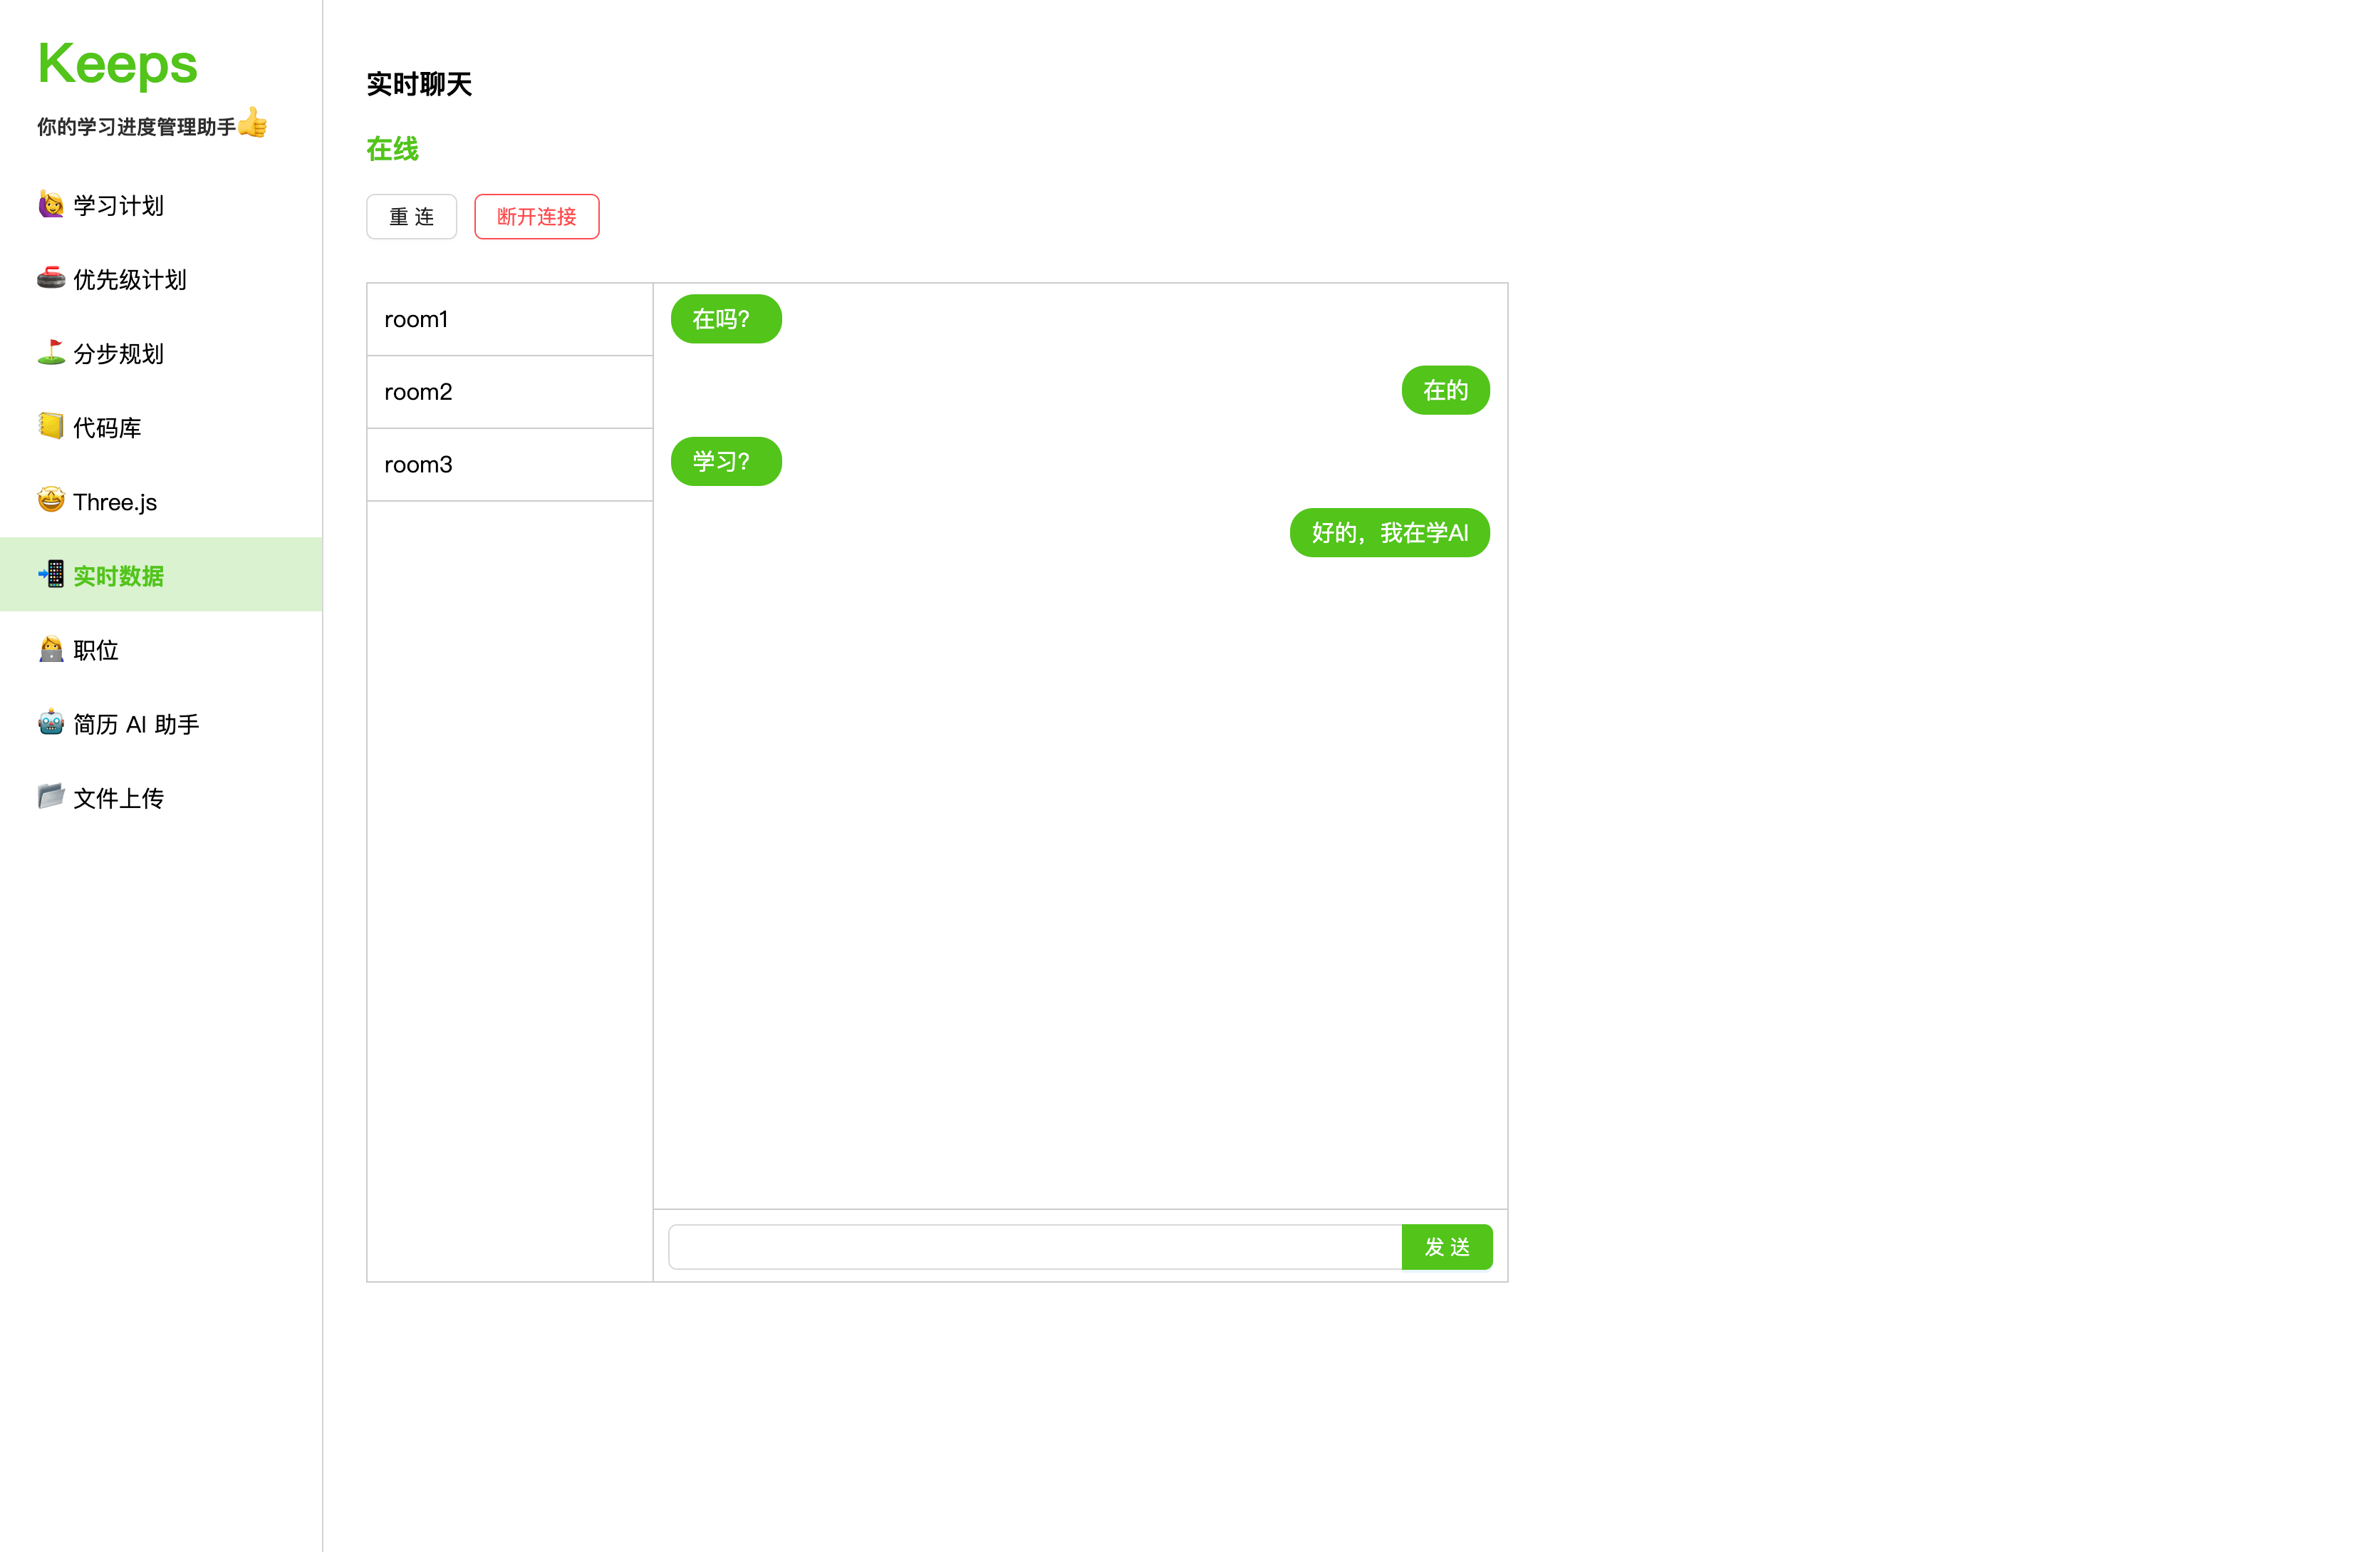 Keeps
你的学习进度管理助手👍
🙋‍♀️ 学习计划
🥌 优先级计划
⛳ 分步规划
📒 代码库
🤩 Three.js
📲 实时数据
👩‍💻 职位
🤖 简历 AI 助手
📁 文件上传
实时聊天
在线
重 连
断开连接
room1
room2
room3
在吗？
在的
学习？
好的，我在学AI
发 送